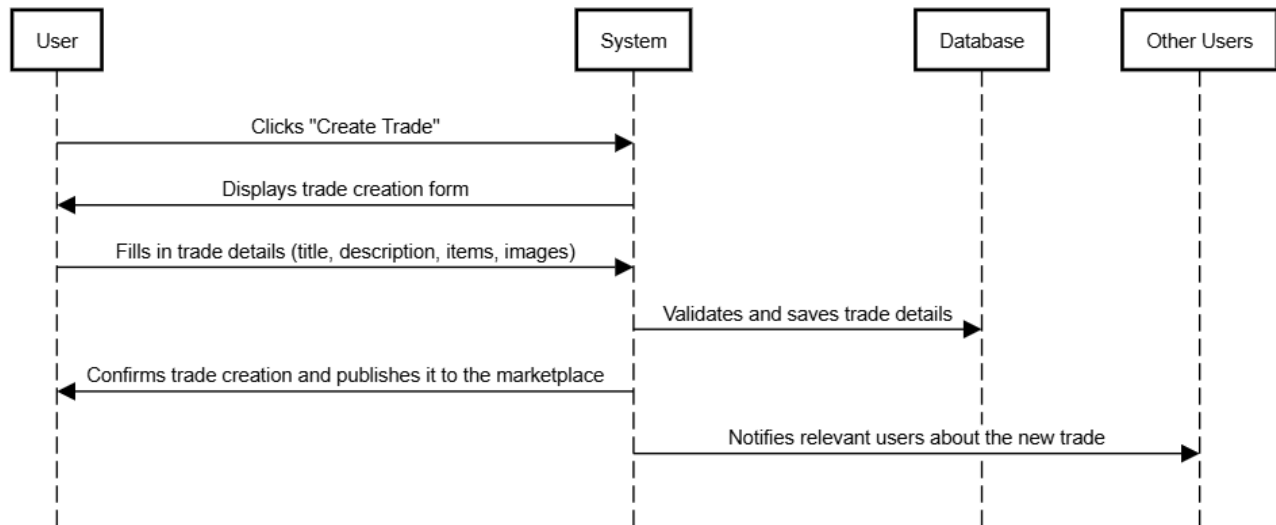 User
System
Database
Other Users
Clicks "Create Trade"
Displays trade creation form
Fills in trade details (title, description, items, images)
Validates and saves trade details
Confirms trade creation and publishes it to the marketplace
Notifies relevant users about the new trade